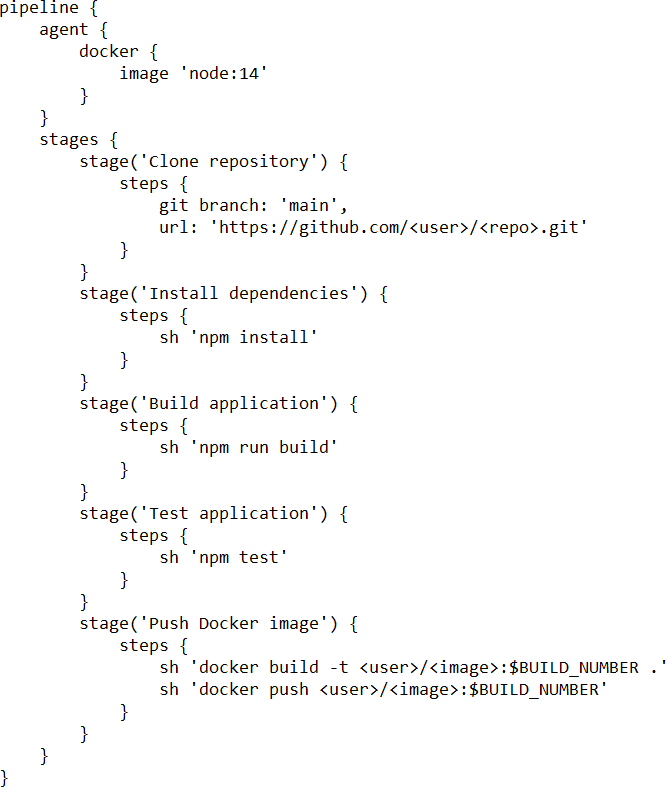 pipeline {
    agent {
        docker {
            image 'node:14'
        }
    }
    stages {
        stage('Clone repository') {
            steps {
                git branch: 'main',
                url: 'https://github.com/<user>/<repo>.git'
            }
        }
        stage('Install dependencies') {
            steps {
                sh 'npm install'
            }
        }
        stage('Build application') {
            steps {
                sh 'npm run build'
            }
        }
        stage('Test application') {
            steps {
                sh 'npm test'
            }
        }
        stage('Push Docker image') {
            steps {
                sh 'docker build -t <user>/<image>:$BUILD_NUMBER .'
                sh 'docker push <user>/<image>:$BUILD_NUMBER'
            }
        }
    }
}